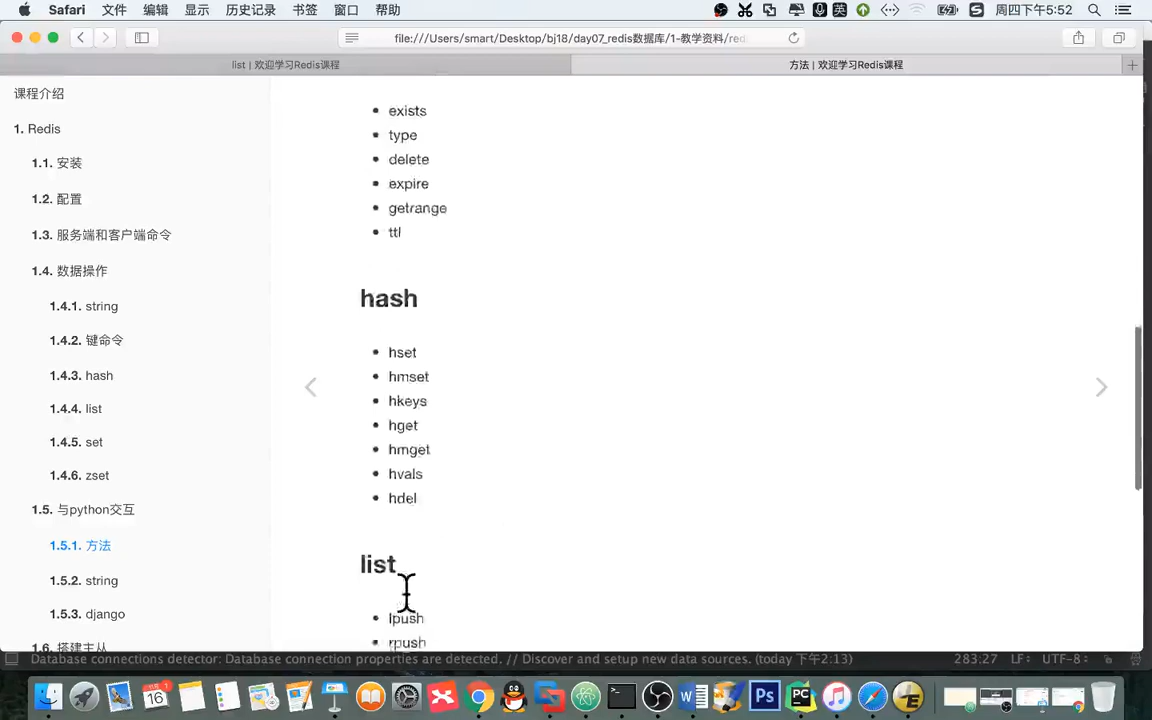 Safari 文件 编辑 显示 历史记录 书签 窗口 帮助 英 周四下午5:52
file:///Users/smart/Desktop/bj18/day07_redis数据库/1-教学资料/red
list | 欢迎学习Redis课程
方法 | 欢迎学习Redis课程
课程介绍
1. Redis
1.1. 安装
1.2. 配置
1.3. 服务端和客户端命令
1.4. 数据操作
1.4.1. string
1.4.2. 键命令
1.4.3. hash
1.4.4. list
1.4.5. set
1.4.6. zset
1.5. 与python交互
1.5.1. 方法
1.5.2. string
1.5.3. django
1.6. 搭建主从
exists
type
delete
expire
getrange
ttl
hash
hset
hmset
hkeys
hget
hmget
hvals
hdel
list
lpush
rpush
Database connections detector: Database connection properties are detected. // Discover and setup new data sources. (today 下午2:13) 283:27 LF: UTF-8:
16 W Ps PC